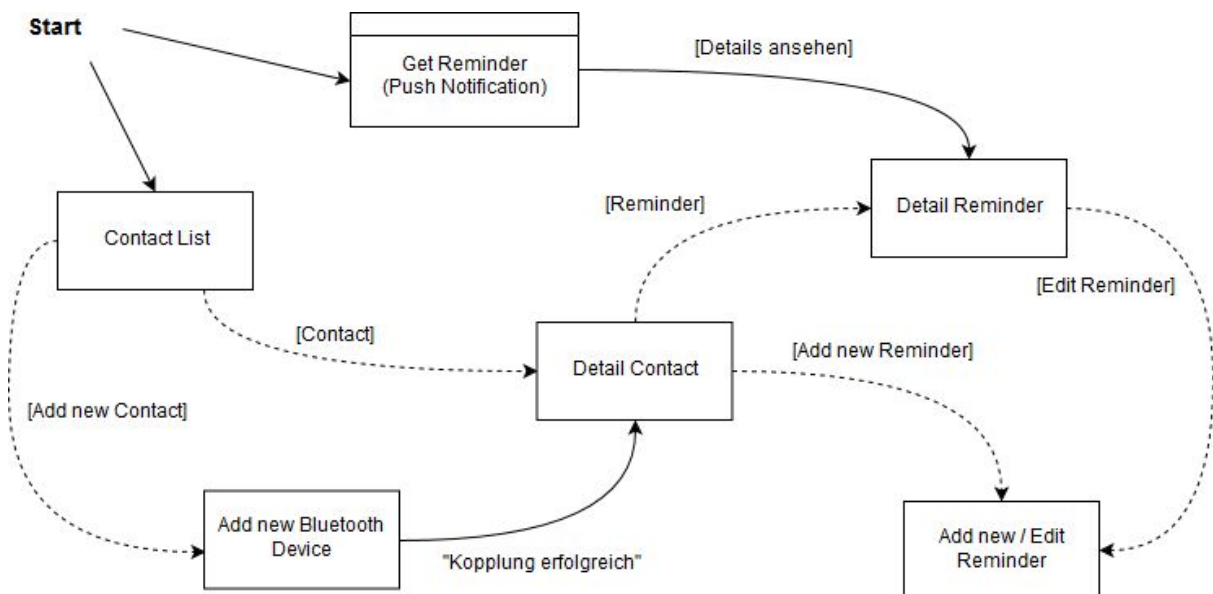 Start
Get Reminder
(Push Notification)
[Details ansehen]
Detail Reminder
[Reminder]
Contact List
[Edit Reminder]
[Contact]
Detail Contact
[Add new Reminder]
[Add new Contact]
Add new Bluetooth
Device
"Kopplung erfolgreich"
Add new / Edit
Reminder